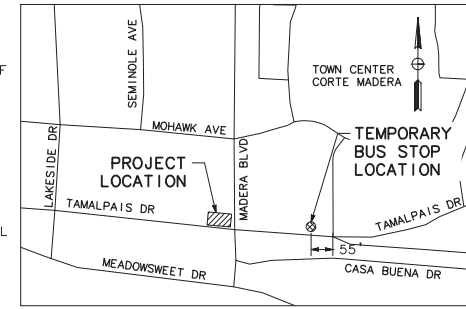 F
L
SEMINOLE AVE
TOWN CENTER
CORTE MADERA
MOHAWK AVE
LAKESIDE DR
MADERA BLVD
TEMPORARY
BUS STOP
LOCATION
PROJECT
LOCATION
TAMALPAIS DR
TAMALPAIS DR
55'
MEADOWSWEET DR
CASA BUENA DR